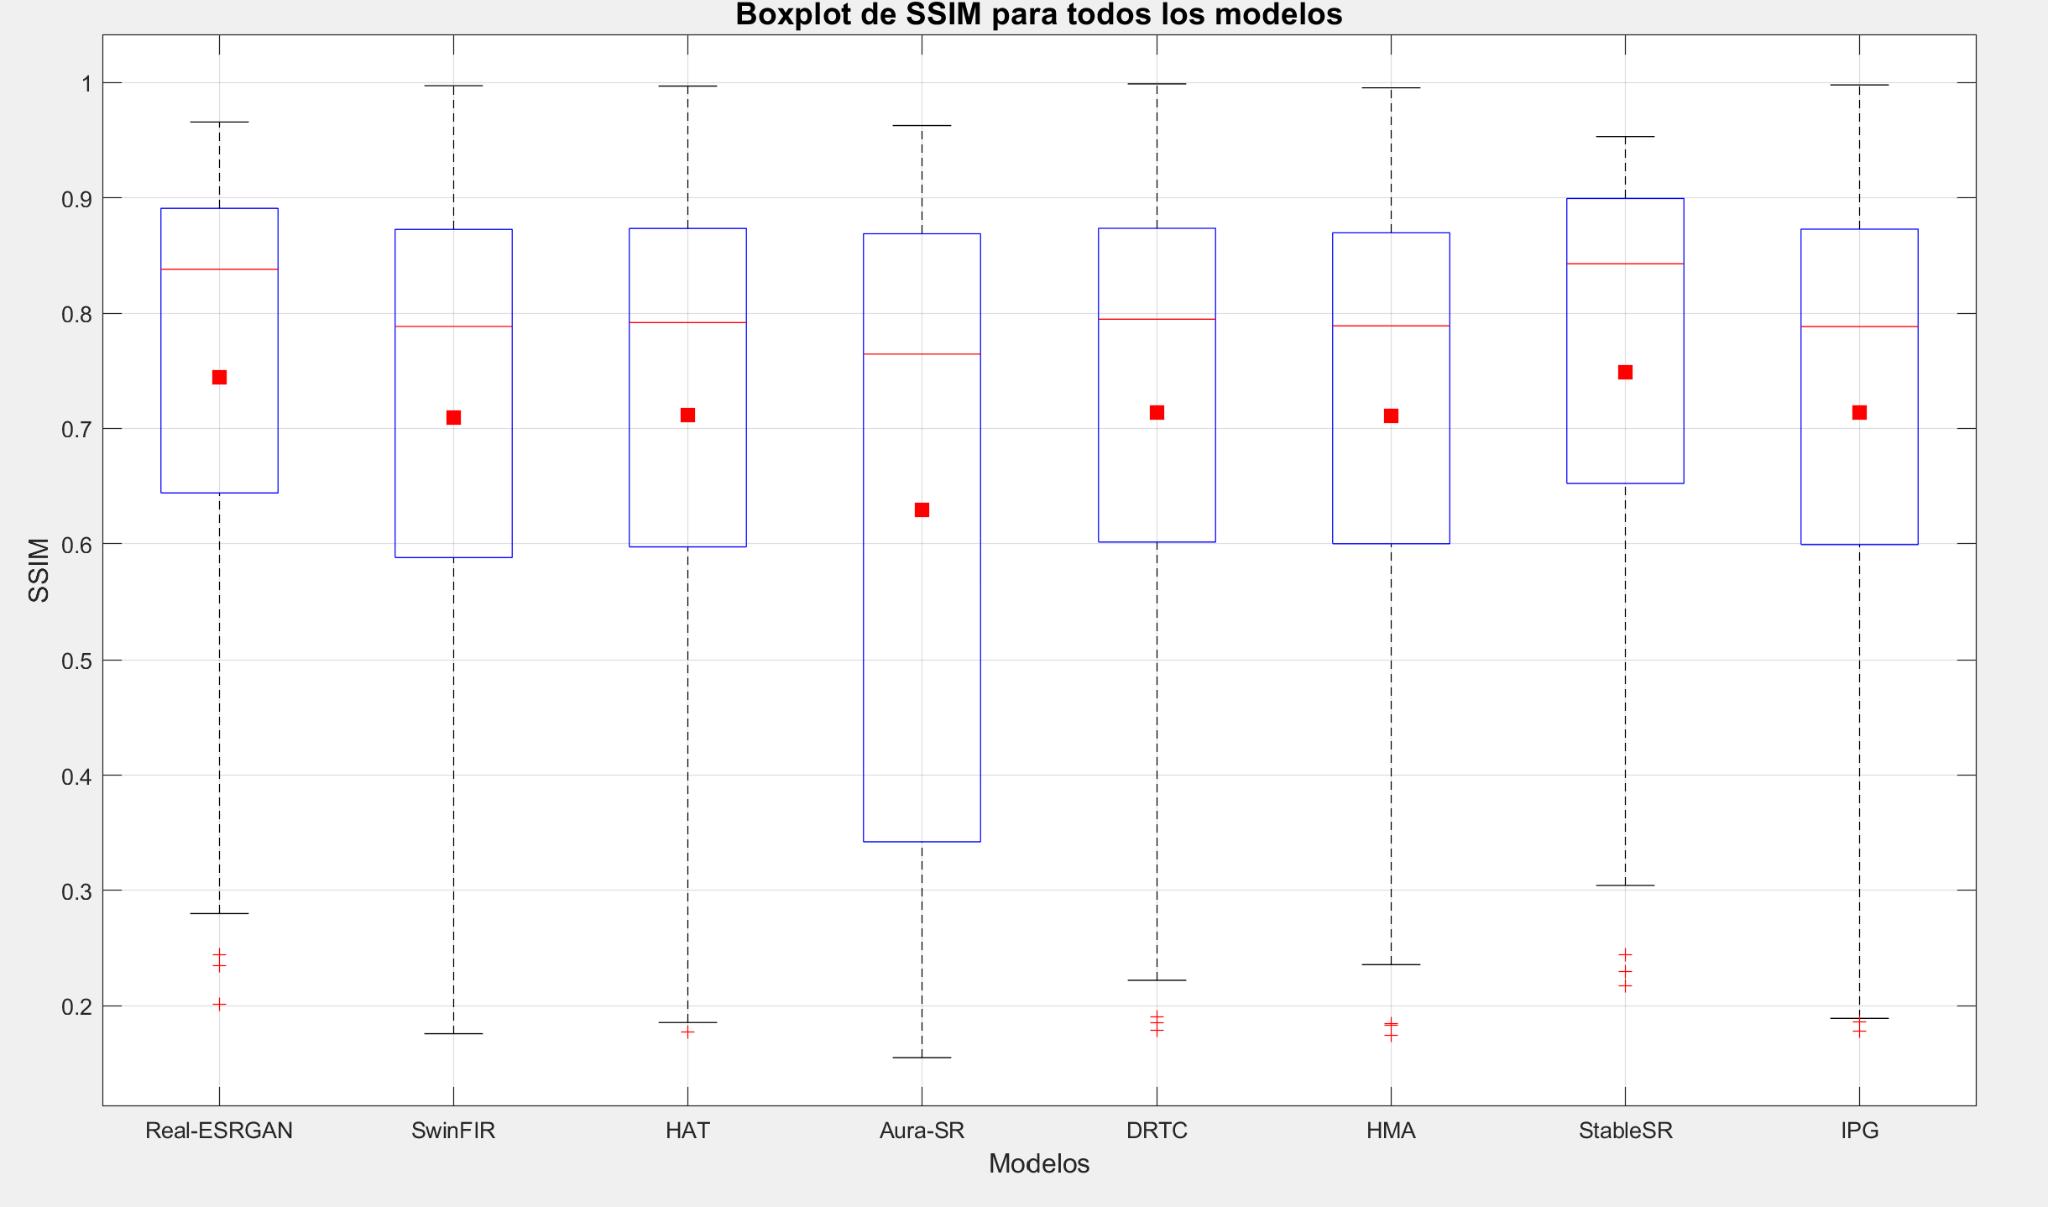 Boxplot de SSIM para todos los modelos
1
0.9
0.8
0.7
0.6
0.5
0.4
0.3
0.2
SSIM
Real-ESRGAN SwinFIR HAT Aura-SR DRTC HMA StableSR IPG
Modelos